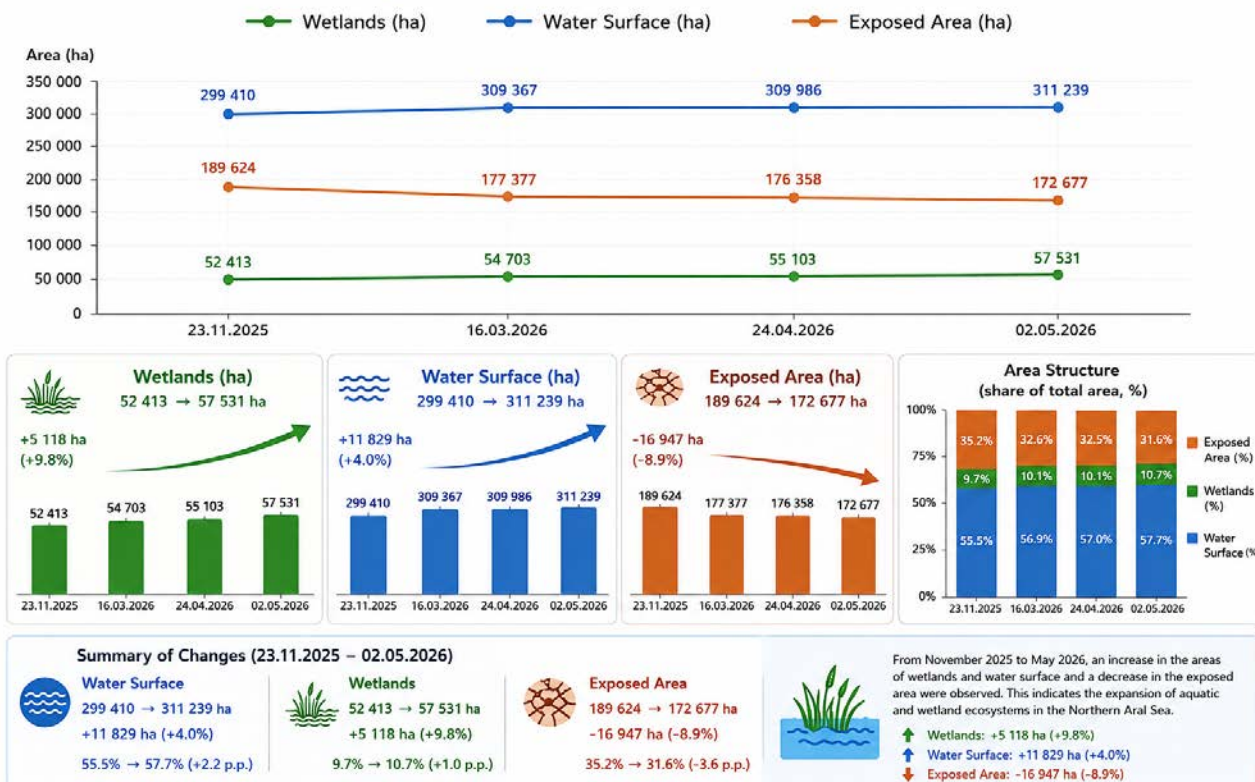 Wetlands (ha) Water Surface (ha) Exposed Area (ha)
Area (ha)
350 000
300 000
250 000
200 000
150 000
100 000
50 000
0
299 410 309 367 309 986 311 239
189 624 177 377 176 358 172 677
52 413 54 703 55 103 57 531
23.11.2025 16.03.2026 24.04.2026 02.05.2026
Wetlands (ha)
52 413 → 57 531 ha
+5 118 ha
(+9.8%)
52 413 54 703 55 103 57 531
23.11.2025 16.03.2026 24.04.2026 02.05.2026
Water Surface (ha)
299 410 → 311 239 ha
+11 829 ha
(+4.0%)
299 410 309 367 309 986 311 239
23.11.2025 16.03.2026 24.04.2026 02.05.2026
Exposed Area (ha)
189 624 → 172 677 ha
-16 947 ha
(-8.9%)
189 624 177 377 176 358 172 677
23.11.2025 16.03.2026 24.04.2026 02.05.2026
Area Structure
(share of total area, %)
100%
75%
50%
25%
0%
35.2% 32.6% 32.5% 31.6%
9.7% 10.1% 10.1% 10.7%
55.5% 56.9% 57.0% 57.7%
23.11.2025 16.03.2026 24.04.2026 02.05.2026
Exposed
Area (%)
Wetlands
(%)
Water
Surface (%
Summary of Changes (23.11.2025 – 02.05.2026)
Water Surface
299 410 → 311 239 ha
+11 829 ha (+4.0%)
55.5% → 57.7% (+2.2 p.p.)
Wetlands
52 413 → 57 531 ha
+5 118 ha (+9.8%)
9.7% → 10.7% (+1.0 p.p.)
Exposed Area
189 624 → 172 677 ha
-16 947 ha (-8.9%)
35.2% → 31.6% (-3.6 p.p.)
From November 2025 to May 2026, an increase in the areas
of wetlands and water surface and a decrease in the exposed
area were observed. This indicates the expansion of aquatic
and wetland ecosystems in the Northern Aral Sea.
Wetlands: +5 118 ha (+9.8%)
Water Surface: +11 829 ha (+4.0%)
Exposed Area: -16 947 ha (-8.9%)